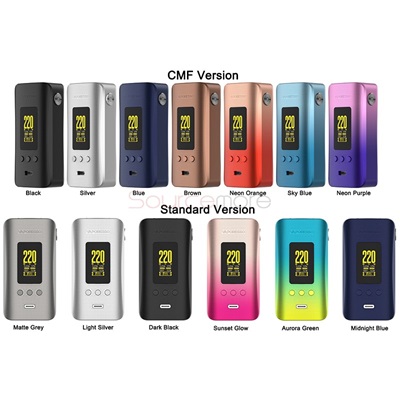 CMF Version
220 220 220 220 220 220 220
Black Silver Blue Brown Neon Orange Sky Blue Neon Purple
Sourcemore
Standard Version
220 220 220 220 220 220
Matte Grey Light Silver Dark Black Sunset Glow Aurora Green Midnight Blue